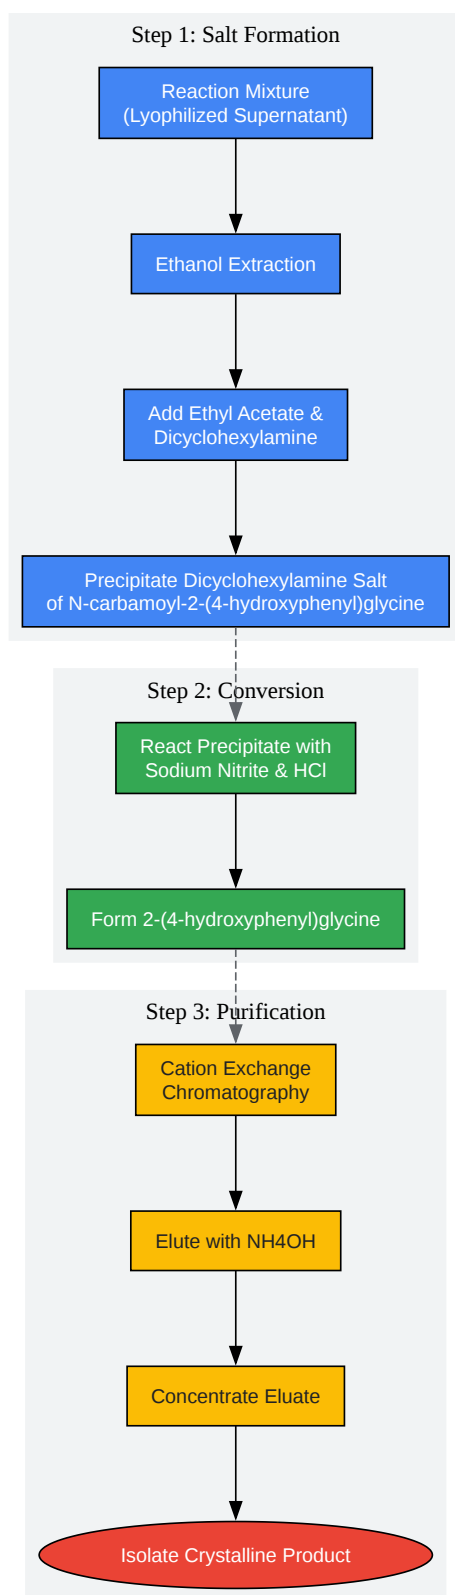 Step 1: Salt Formation
Reaction Mixture
(Lyophilized Supernatant)
Ethanol Extraction
Add Ethyl Acetate &
Dicyclohexylamine
Precipitate Dicyclohexylamine Salt
of N-carbamoyl-2-(4-hydroxyphenyl)glycine
Step 2: Conversion
React Precipitate with
Sodium Nitrite & HCl
Form 2-(4-hydroxyphenyl)glycine
Step 3: Purification
Cation Exchange
Chromatography
Elute with NH4OH
Concentrate Eluate
Isolate Crystalline Product